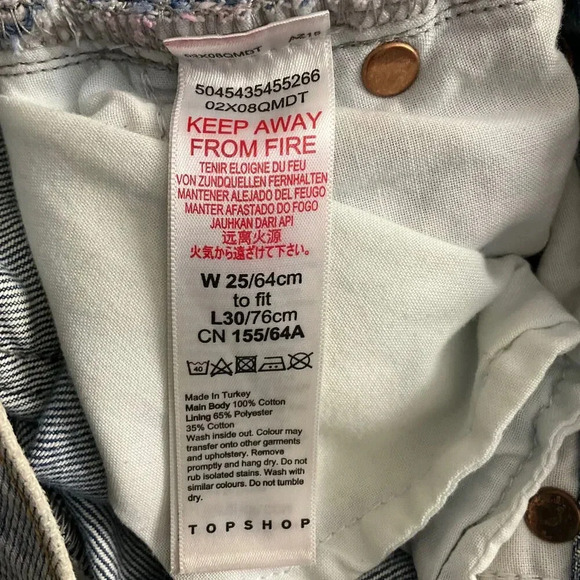 02X08QMDT AZ18
5045435455266
02X08QMDT
KEEP AWAY
FROM FIRE
TENIR ELOIGNE DU FEU
VON ZUNDQUELLEN FERNHALTEN
MANTENER ALEJADO DEL FEUGO
MANTER AFASTADO DO FOGO
JAUHKAN DARI API
远离火源
火気から遠ざけて下さい。
W 25/64cm
to fit
L30/76cm
CN 155/64A
40
Made in Turkey
Main Body 100% Cotton
Lining 65% Polyester
35% Cotton
Wash inside out. Colour may
transfer onto other garments
and upholstery. Remove
promptly and hang dry. Do not
rub isolated stains. Wash with
similar colours. Do not tumble
dry.
TOPSHOP